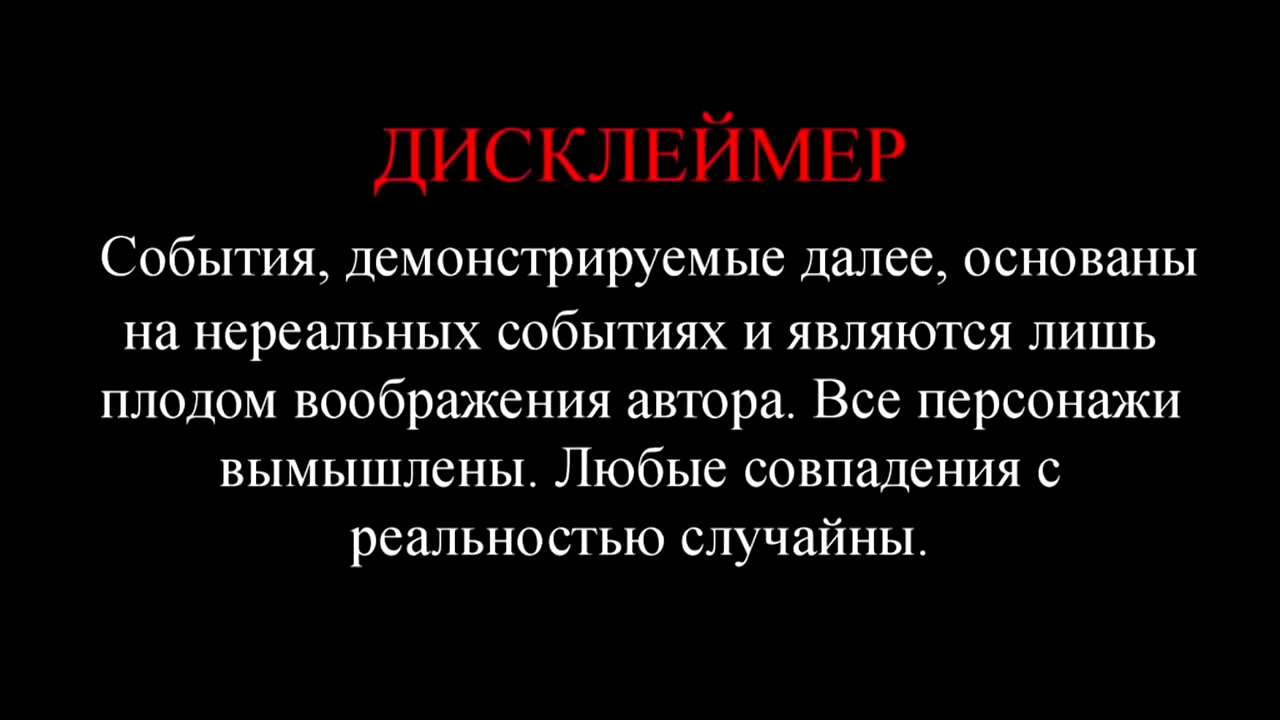 ДИСКЛЕЙМЕР
События, демонстрируемые далее, основаны
на нереальных событиях и являются лишь
плодом воображения автора. Все персонажи
вымышлены. Любые совпадения с
реальностью случайны.